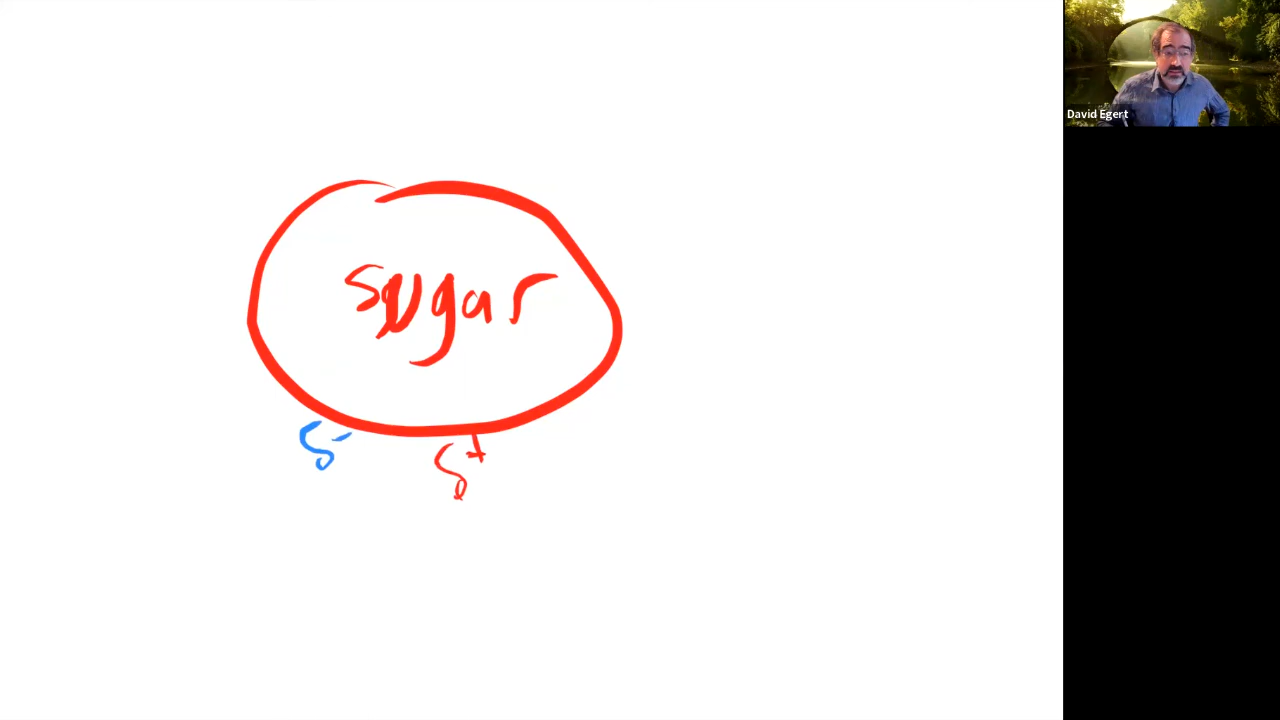 David Egert
sugar
δ- δ+